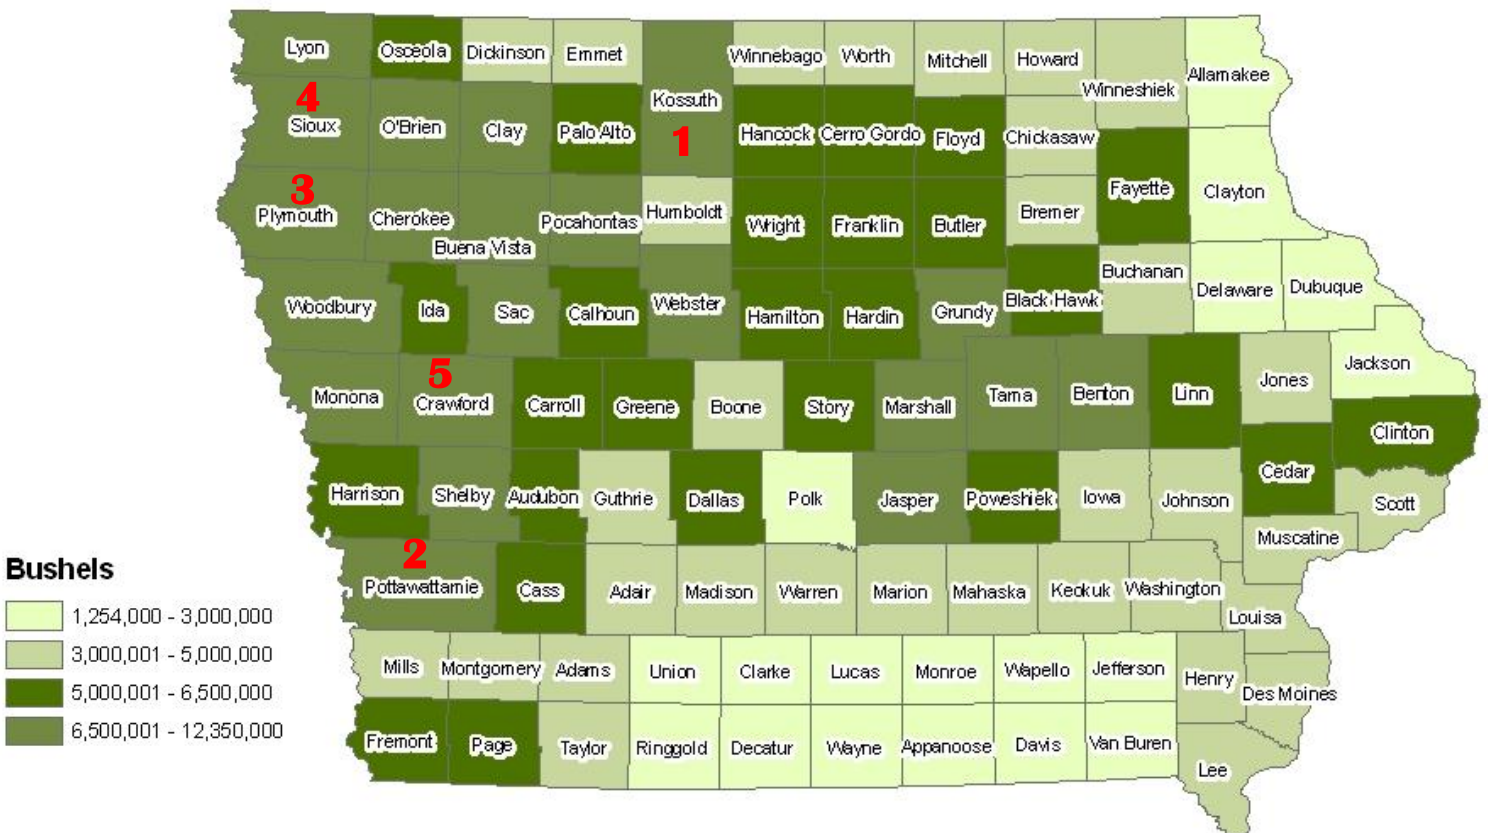 Lyon
Osceola
Dickinson
Emmet
Kossuth
1
Winnebago
Worth
Mitchell
Howard
Winneshiek
Allamakee
4
Sioux
O'Brien
Clay
Palo Alto
Hancock
Cerro Gordo
Floyd
Chickasaw
Fayette
Clayton
3
Plymouth
Cherokee
Buena Vista
Pocahontas
Humboldt
Wright
Franklin
Butler
Bremer
Woodbury
Ida
Sac
Calhoun
Webster
Hamilton
Hardin
Grundy
Black Hawk
Buchanan
Delaware
Dubuque
Monona
5
Crawford
Carroll
Greene
Boone
Story
Marshall
Tama
Benton
Linn
Jones
Jackson
Clinton
Harrison
Shelby
Audubon
Guthrie
Dallas
Polk
Jasper
Poweshiek
Iowa
Johnson
Cedar
Scott
Muscatine
2
Pottawattamie
Cass
Adair
Madison
Warren
Marion
Mahaska
Keokuk
Washington
Louisa
Mills
Montgomery
Adams
Union
Clarke
Lucas
Monroe
Wapello
Jefferson
Henry
Des Moines
Fremont
Page
Taylor
Ringgold
Decatur
Wayne
Appanoose
Davis
Van Buren
Lee
Bushels
1,254,000 - 3,000,000
3,000,001 - 5,000,000
5,000,001 - 6,500,000
6,500,001 - 12,350,000